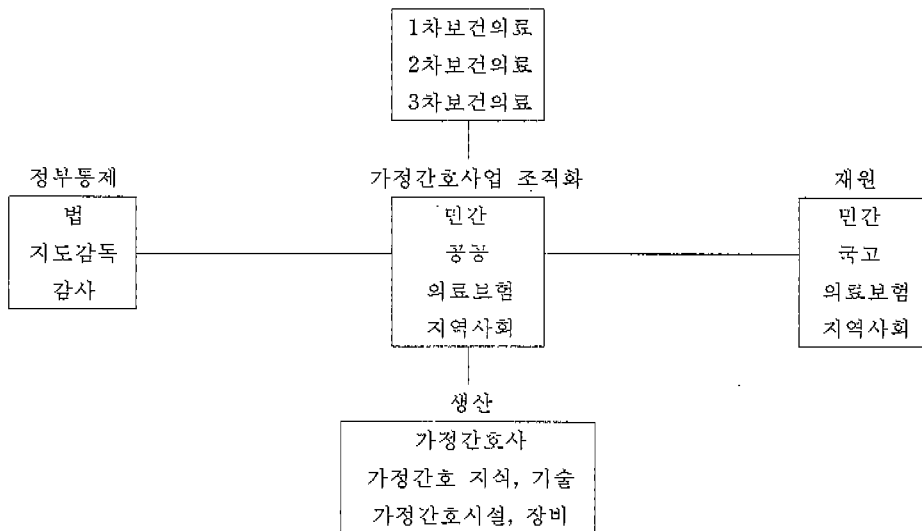 1차보건의료
2차보건의료
3차보건의료
정부통제
법
지도감독
감사
가정간호사업 조직화
민간
공공
의료보험
지역사회
재원
민간
국고
의료보험
지역사회
생산
가정간호사
가정간호 지식, 기술
가정간호시설, 장비